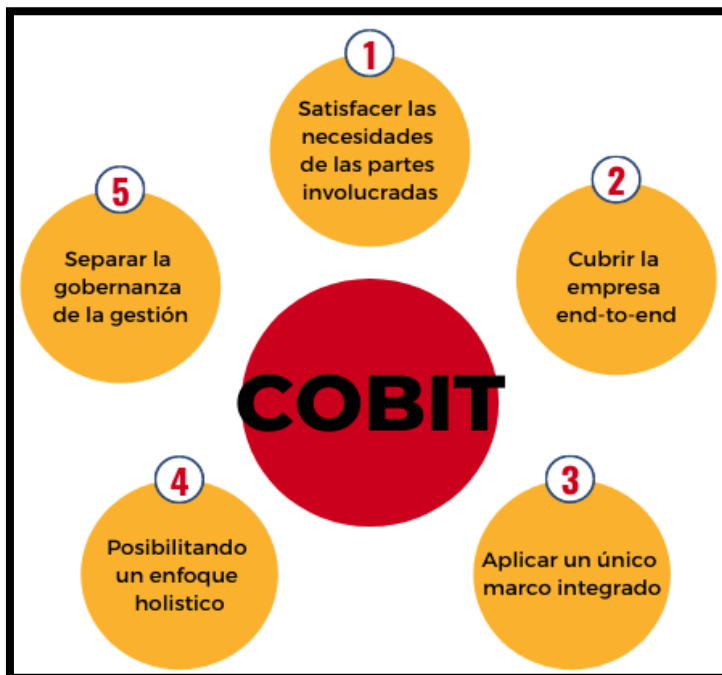 1
Satisfacer las
necesidades
de las partes
involucradas
2
Cubrir la
empresa
end-to-end
3
Aplicar un único
marco integrado
4
Posibilitando
un enfoque
holistico
5
Separar la
gobernanza
de la gestión
COBIT